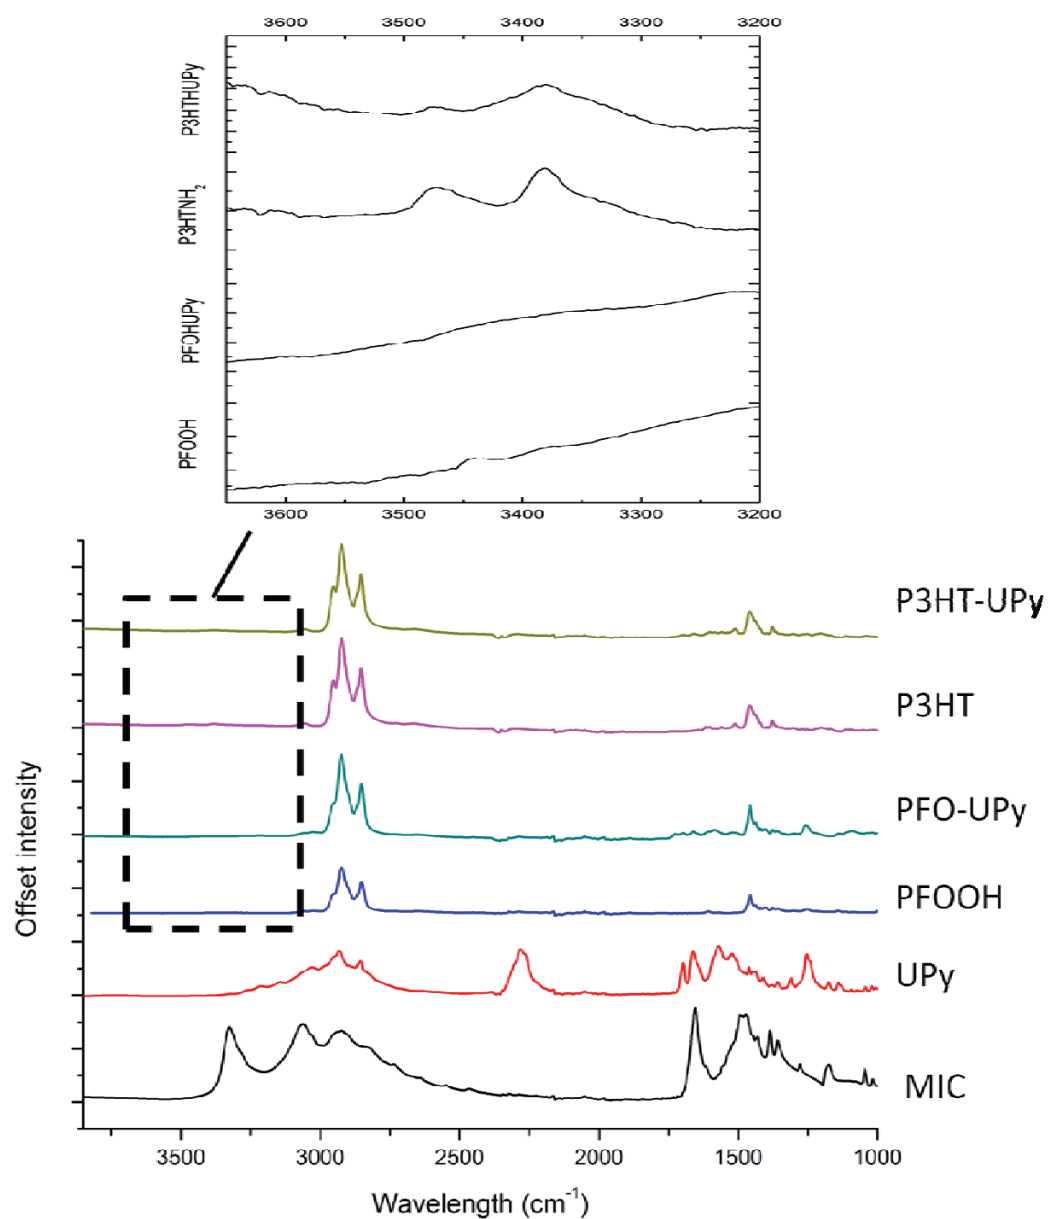 3600 3500 3400 3300 3200
P3HTHUPy
P3HTNH₂
PFOHUPy
PFOOH
3600 3500 3400 3300 3200
P3HT-UPy
P3HT
PFO-UPy
PFOOH
UPy
MIC
Offset intensity
3500 3000 2500 2000 1500 1000
Wavelength (cm⁻¹)